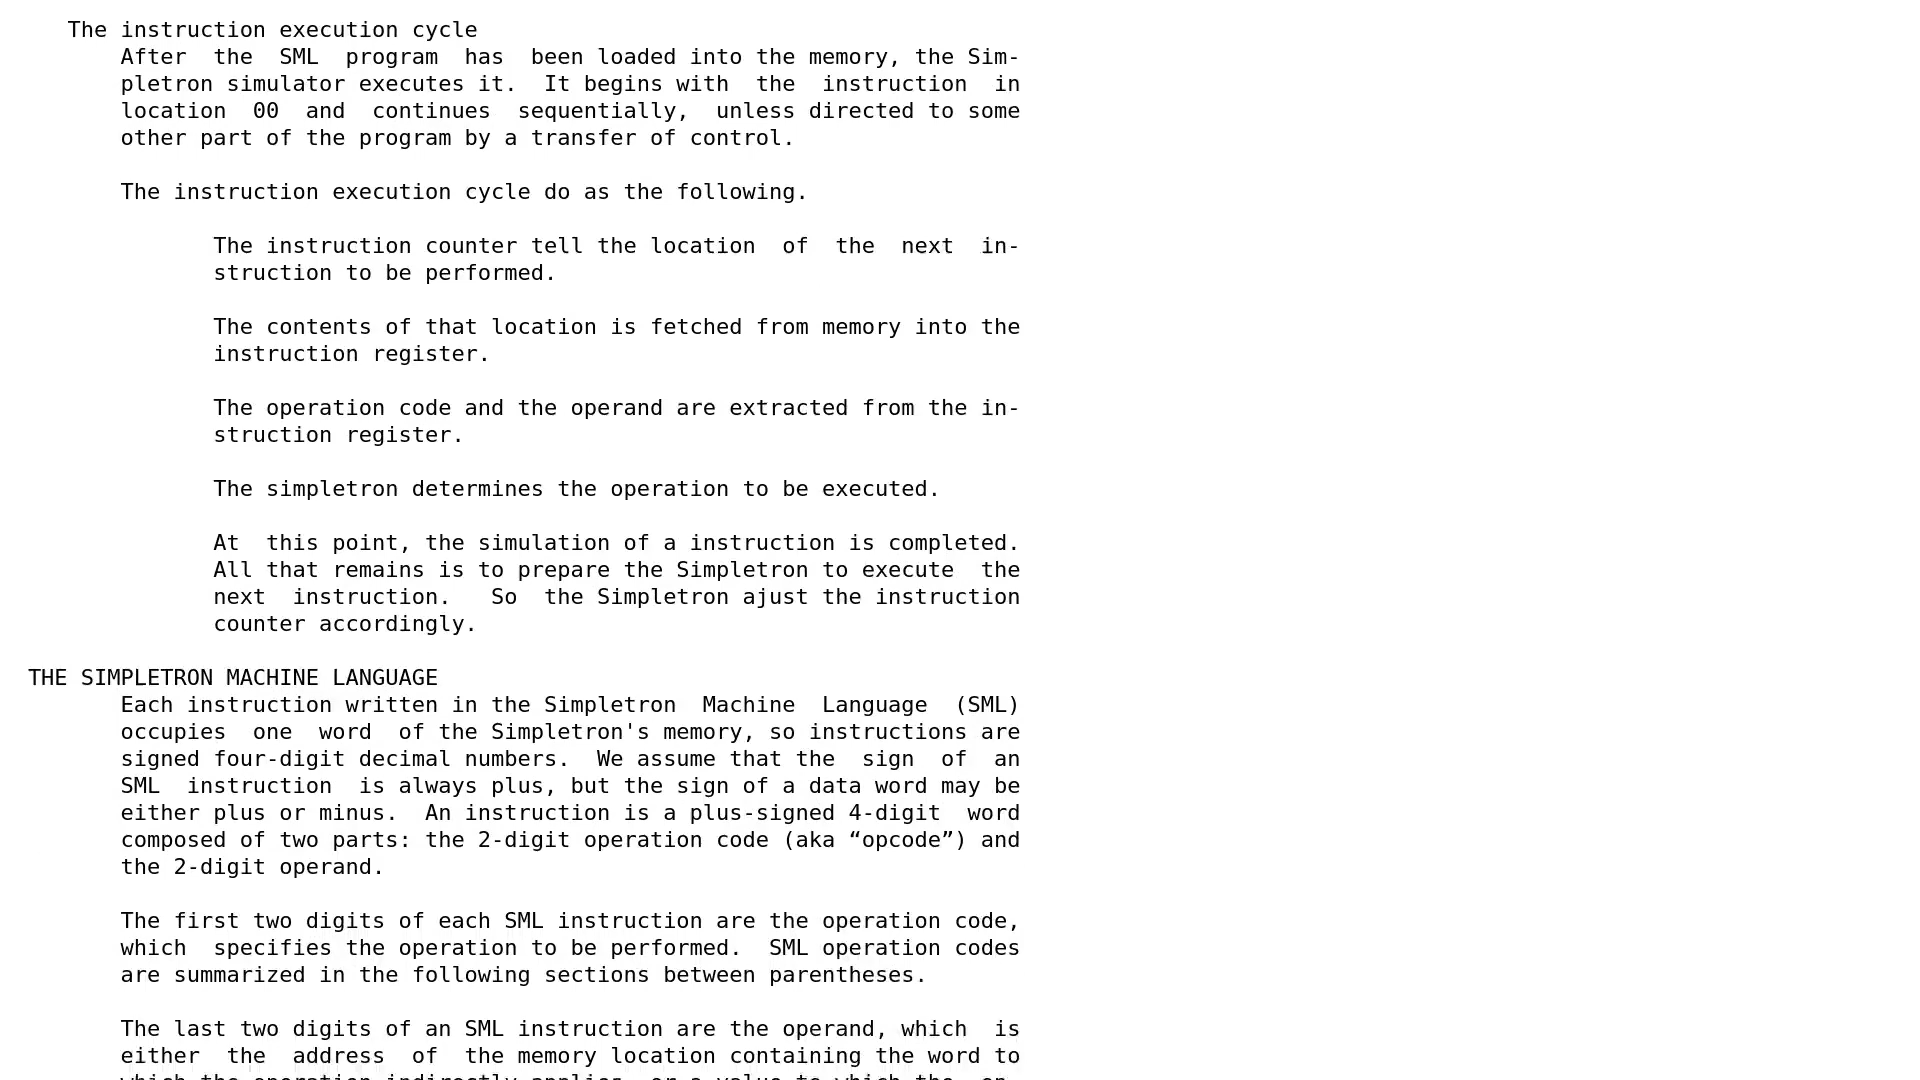 The instruction execution cycle
After the SML program has been loaded into the memory, the Sim-
pletron simulator executes it. It begins with the instruction in
location 00 and continues sequentially, unless directed to some
other part of the program by a transfer of control.
The instruction execution cycle do as the following.
The instruction counter tell the location of the next in-
struction to be performed.
The contents of that location is fetched from memory into the
instruction register.
The operation code and the operand are extracted from the in-
struction register.
The simpletron determines the operation to be executed.
At this point, the simulation of a instruction is completed.
All that remains is to prepare the Simpletron to execute the
next instruction. So the Simpletron ajust the instruction
counter accordingly.
THE SIMPLETRON MACHINE LANGUAGE
Each instruction written in the Simpletron Machine Language (SML)
occupies one word of the Simpletron's memory, so instructions are
signed four-digit decimal numbers. We assume that the sign of an
SML instruction is always plus, but the sign of a data word may be
either plus or minus. An instruction is a plus-signed 4-digit word
composed of two parts: the 2-digit operation code (aka “opcode”) and
the 2-digit operand.
The first two digits of each SML instruction are the operation code,
which specifies the operation to be performed. SML operation codes
are summarized in the following sections between parentheses.
The last two digits of an SML instruction are the operand, which is
either the address of the memory location containing the word to
which the operation indirectly applies, or a value to which the op-